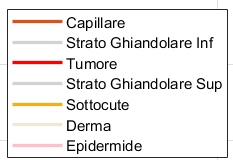 Capillare
Strato Ghiandolare Inf
Tumore
Strato Ghiandolare Sup
Sottocute
Derma
Epidermide